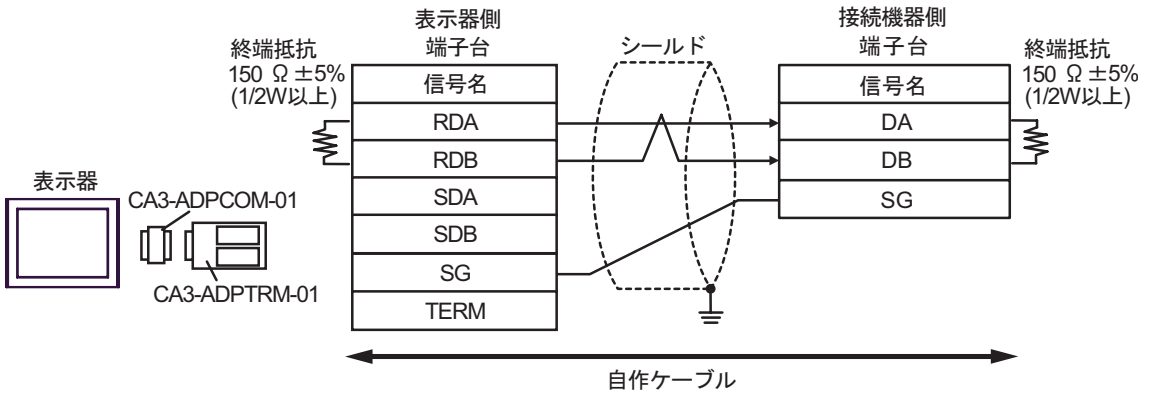 表示器側
端子台
接続機器側
端子台
シールド
終端抵抗
150 Ω ±5%
(1/2W以上)
終端抵抗
150 Ω ±5%
(1/2W以上)
信号名
RDA
RDB
SDA
SDB
SG
TERM
信号名
DA
DB
SG
表示器
CA3-ADPCOM-01
CA3-ADPTRM-01
自作ケーブル